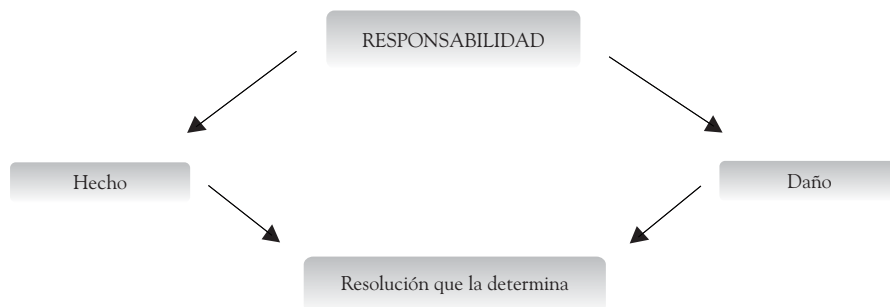 RESPONSABILIDAD
Hecho
Daño
Resolución que la determina